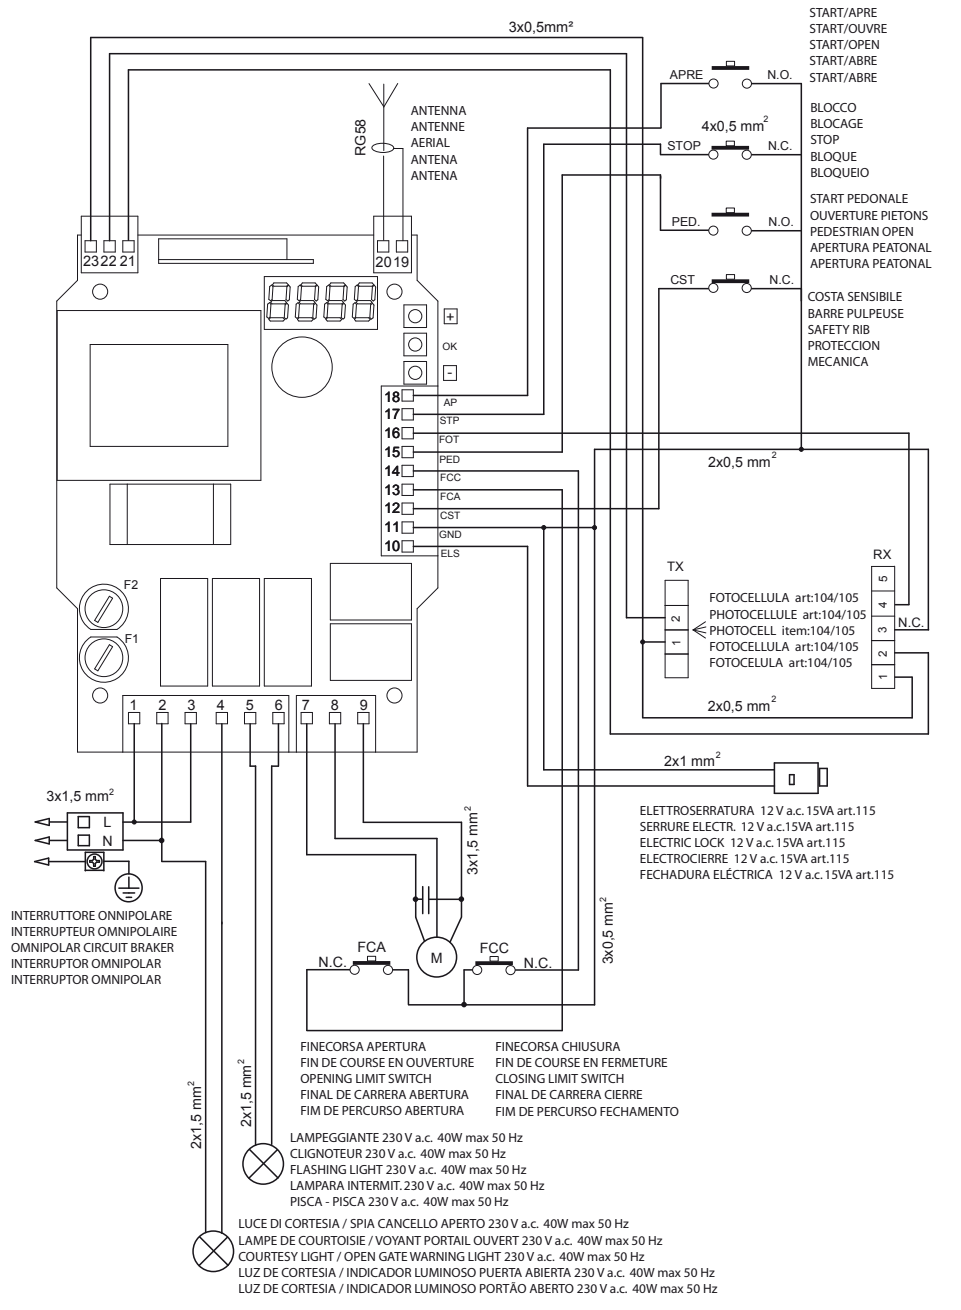 3x0,5mm²
START/APRE
START/OUVRE
START/OPEN
START/ABRE
START/ABRE
APRE
N.O.
BLOCCO
BLOCAGE
STOP
BLOQUE
BLOQUEIO
4x0,5 mm²
STOP
N.C.
START PEDONALE
OUVERTURE PIETONS
PEDESTRIAN OPEN
APERTURA PEATONAL
APERTURA PEATONAL
PED.
N.O.
CST
N.C.
COSTA SENSIBILE
BARRE PULPEUSE
SAFETY RIB
PROTECCION
MECANICA
RG58
ANTENNA
ANTENNE
AERIAL
ANTENA
ANTENA
23 22 21
20 19
8888
+
OK
-
18 AP
17 STP
16 FOT
15 PED
14 FCC
13 FCA
12 CST
11 GND
10 ELS
2x0,5 mm²
F2
F1
TX
2
1
FOTOCELLULA art:104/105
PHOTOCELLULE art:104/105
PHOTOCELL item:104/105
FOTOCELLULA art:104/105
FOTOCELULA art:104/105
RX
5
4
3
2
1
N.C.
2x0,5 mm²
1 2 3 4 5 6 7 8 9
2x1 mm²
ELETTROSERRATURA 12 V a.c. 15VA art.115
SERRURE ELECTR. 12 V a.c.15VA art.115
ELECTRIC LOCK 12 V a.c. 15VA art.115
ELECTROCIERRE 12 V a.c. 15VA art.115
FECHADURA ELÉCTRICA 12 V a.c. 15VA art.115
3x1,5 mm²
L
N
INTERRUTTORE ONNIPOLARE
INTERRUPTEUR OMNIPOLAIRE
OMNIPOLAR CIRCUIT BRAKER
INTERRUPTOR OMNIPOLAR
INTERRUPTOR OMNIPOLAR
3x1,5 mm²
3x0,5 mm²
FCA
N.C.
M
FCC
N.C.
FINECORSA APERTURA
FIN DE COURSE EN OUVERTURE
OPENING LIMIT SWITCH
FINAL DE CARRERA ABERTURA
FIM DE PERCURSO ABERTURA
FINECORSA CHIUSURA
FIN DE COURSE EN FERMETURE
CLOSING LIMIT SWITCH
FINAL DE CARRERA CIERRE
FIM DE PERCURSO FECHAMENTO
2x1,5 mm²
2x1,5 mm²
LAMPEGGIANTE 230 V a.c. 40W max 50 Hz
CLIGNOTEUR 230 V a.c. 40W max 50 Hz
FLASHING LIGHT 230 V a.c. 40W max 50 Hz
LAMPARA INTERMIT. 230 V a.c. 40W max 50 Hz
PISCA - PISCA 230 V a.c. 40W max 50 Hz
LUCE DI CORTESIA / SPIA CANCELLO APERTO 230 V a.c. 40W max 50 Hz
LAMPE DE COURTOISIE / VOYANT PORTAIL OUVERT 230 V a.c. 40W max 50 Hz
COURTESY LIGHT / OPEN GATE WARNING LIGHT 230 V a.c. 40W max 50 Hz
LUZ DE CORTESIA / INDICADOR LUMINOSO PUERTA ABIERTA 230 V a.c. 40W max 50 Hz
LUZ DE CORTESIA / INDICADOR LUMINOSO PORTÃO ABERTO 230 V a.c. 40W max 50 Hz